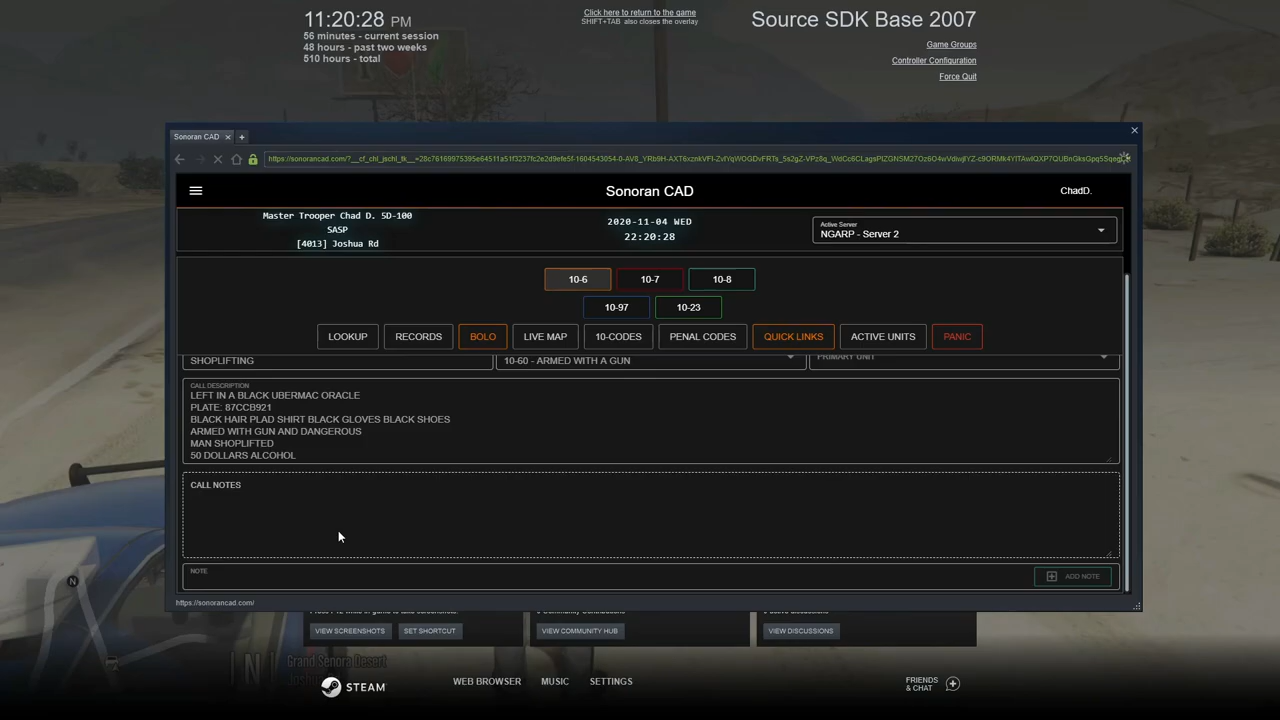 11:20:28 PM
56 minutes - current session
48 hours - past two weeks
510 hours - total
Click here to return to the game
SHIFT+TAB also closes the overlay
Source SDK Base 2007
Game Groups
Controller Configuration
Force Quit
Sonoran CAD
Sonoran CAD
ChadD.
Master Trooper Chad D. 5D-100
SASP
[4013] Joshua Rd
2020-11-04 WED
22:20:28
Active Server
NGARP - Server 2
10-6
10-7
10-8
10-97
10-23
LOOKUP
RECORDS
BOLO
LIVE MAP
10-CODES
PENAL CODES
QUICK LINKS
ACTIVE UNITS
PANIC
SHOPLIFTING
10-60 - ARMED WITH A GUN
PRIMARY UNIT
CALL DESCRIPTION
LEFT IN A BLACK UBERMAC ORACLE
PLATE: 87CCB921
BLACK HAIR PLAD SHIRT BLACK GLOVES BLACK SHOES
ARMED WITH GUN AND DANGEROUS
MAN SHOPLIFTED
50 DOLLARS ALCOHOL
CALL NOTES
NOTE
ADD NOTE
https://sonorancad.com/
VIEW SCREENSHOTS
SET SHORTCUT
VIEW COMMUNITY HUB
VIEW DISCUSSIONS
N
Grand Senora Desert
STEAM
WEB BROWSER
MUSIC
SETTINGS
FRIENDS
& CHAT